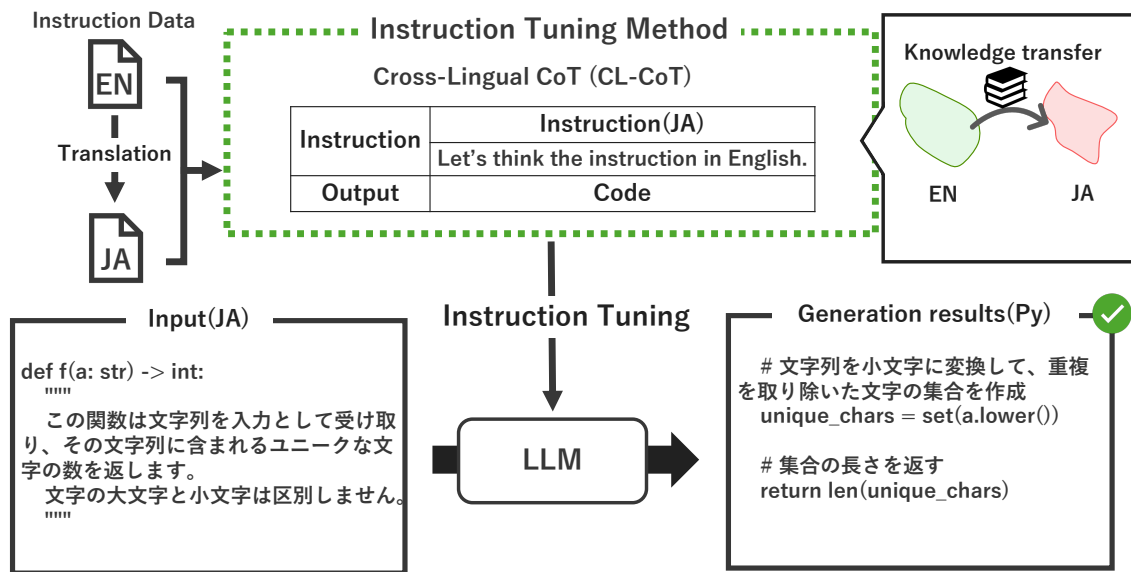 Instruction Data
EN
Translation
JA
Instruction Tuning Method
Cross-Lingual CoT (CL-CoT)
Instruction
Instruction(JA)
Let's think the instruction in English.
Output
Code
Knowledge transfer
EN
JA
Input(JA)
def f(a: str) -> int:
"""
この関数は文字列を入力として受け取
り、その文字列に含まれるユニークな文
字の数を返します。
文字の大文字と小文字は区別しません。
"""
Instruction Tuning
LLM
Generation results(Py)
# 文字列を小文字に変換して、重複
を取り除いた文字の集合を作成
unique_chars = set(a.lower())
# 集合の長さを返す
return len(unique_chars)